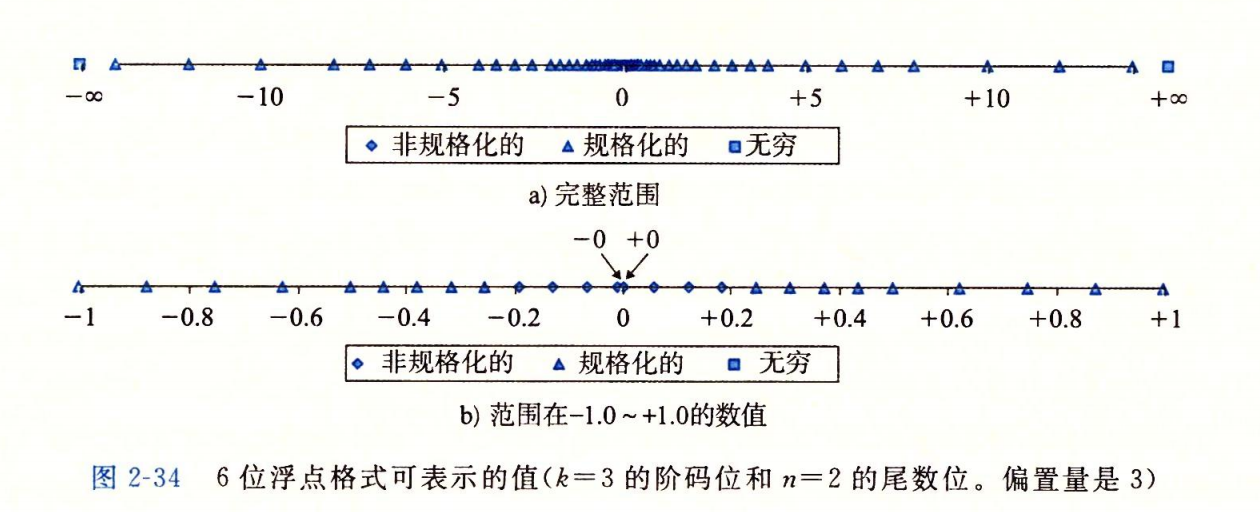 −∞ −10 −5 0 +5 +10 +∞
非规格化的 规格化的 无穷
a) 完整范围
−0 +0
−1 −0.8 −0.6 −0.4 −0.2 0 +0.2 +0.4 +0.6 +0.8 +1
非规格化的 规格化的 无穷
b) 范围在−1.0～+1.0的数值
图 2-34 6 位浮点格式可表示的值(k=3 的阶码位和 n=2 的尾数位。偏置量是 3)